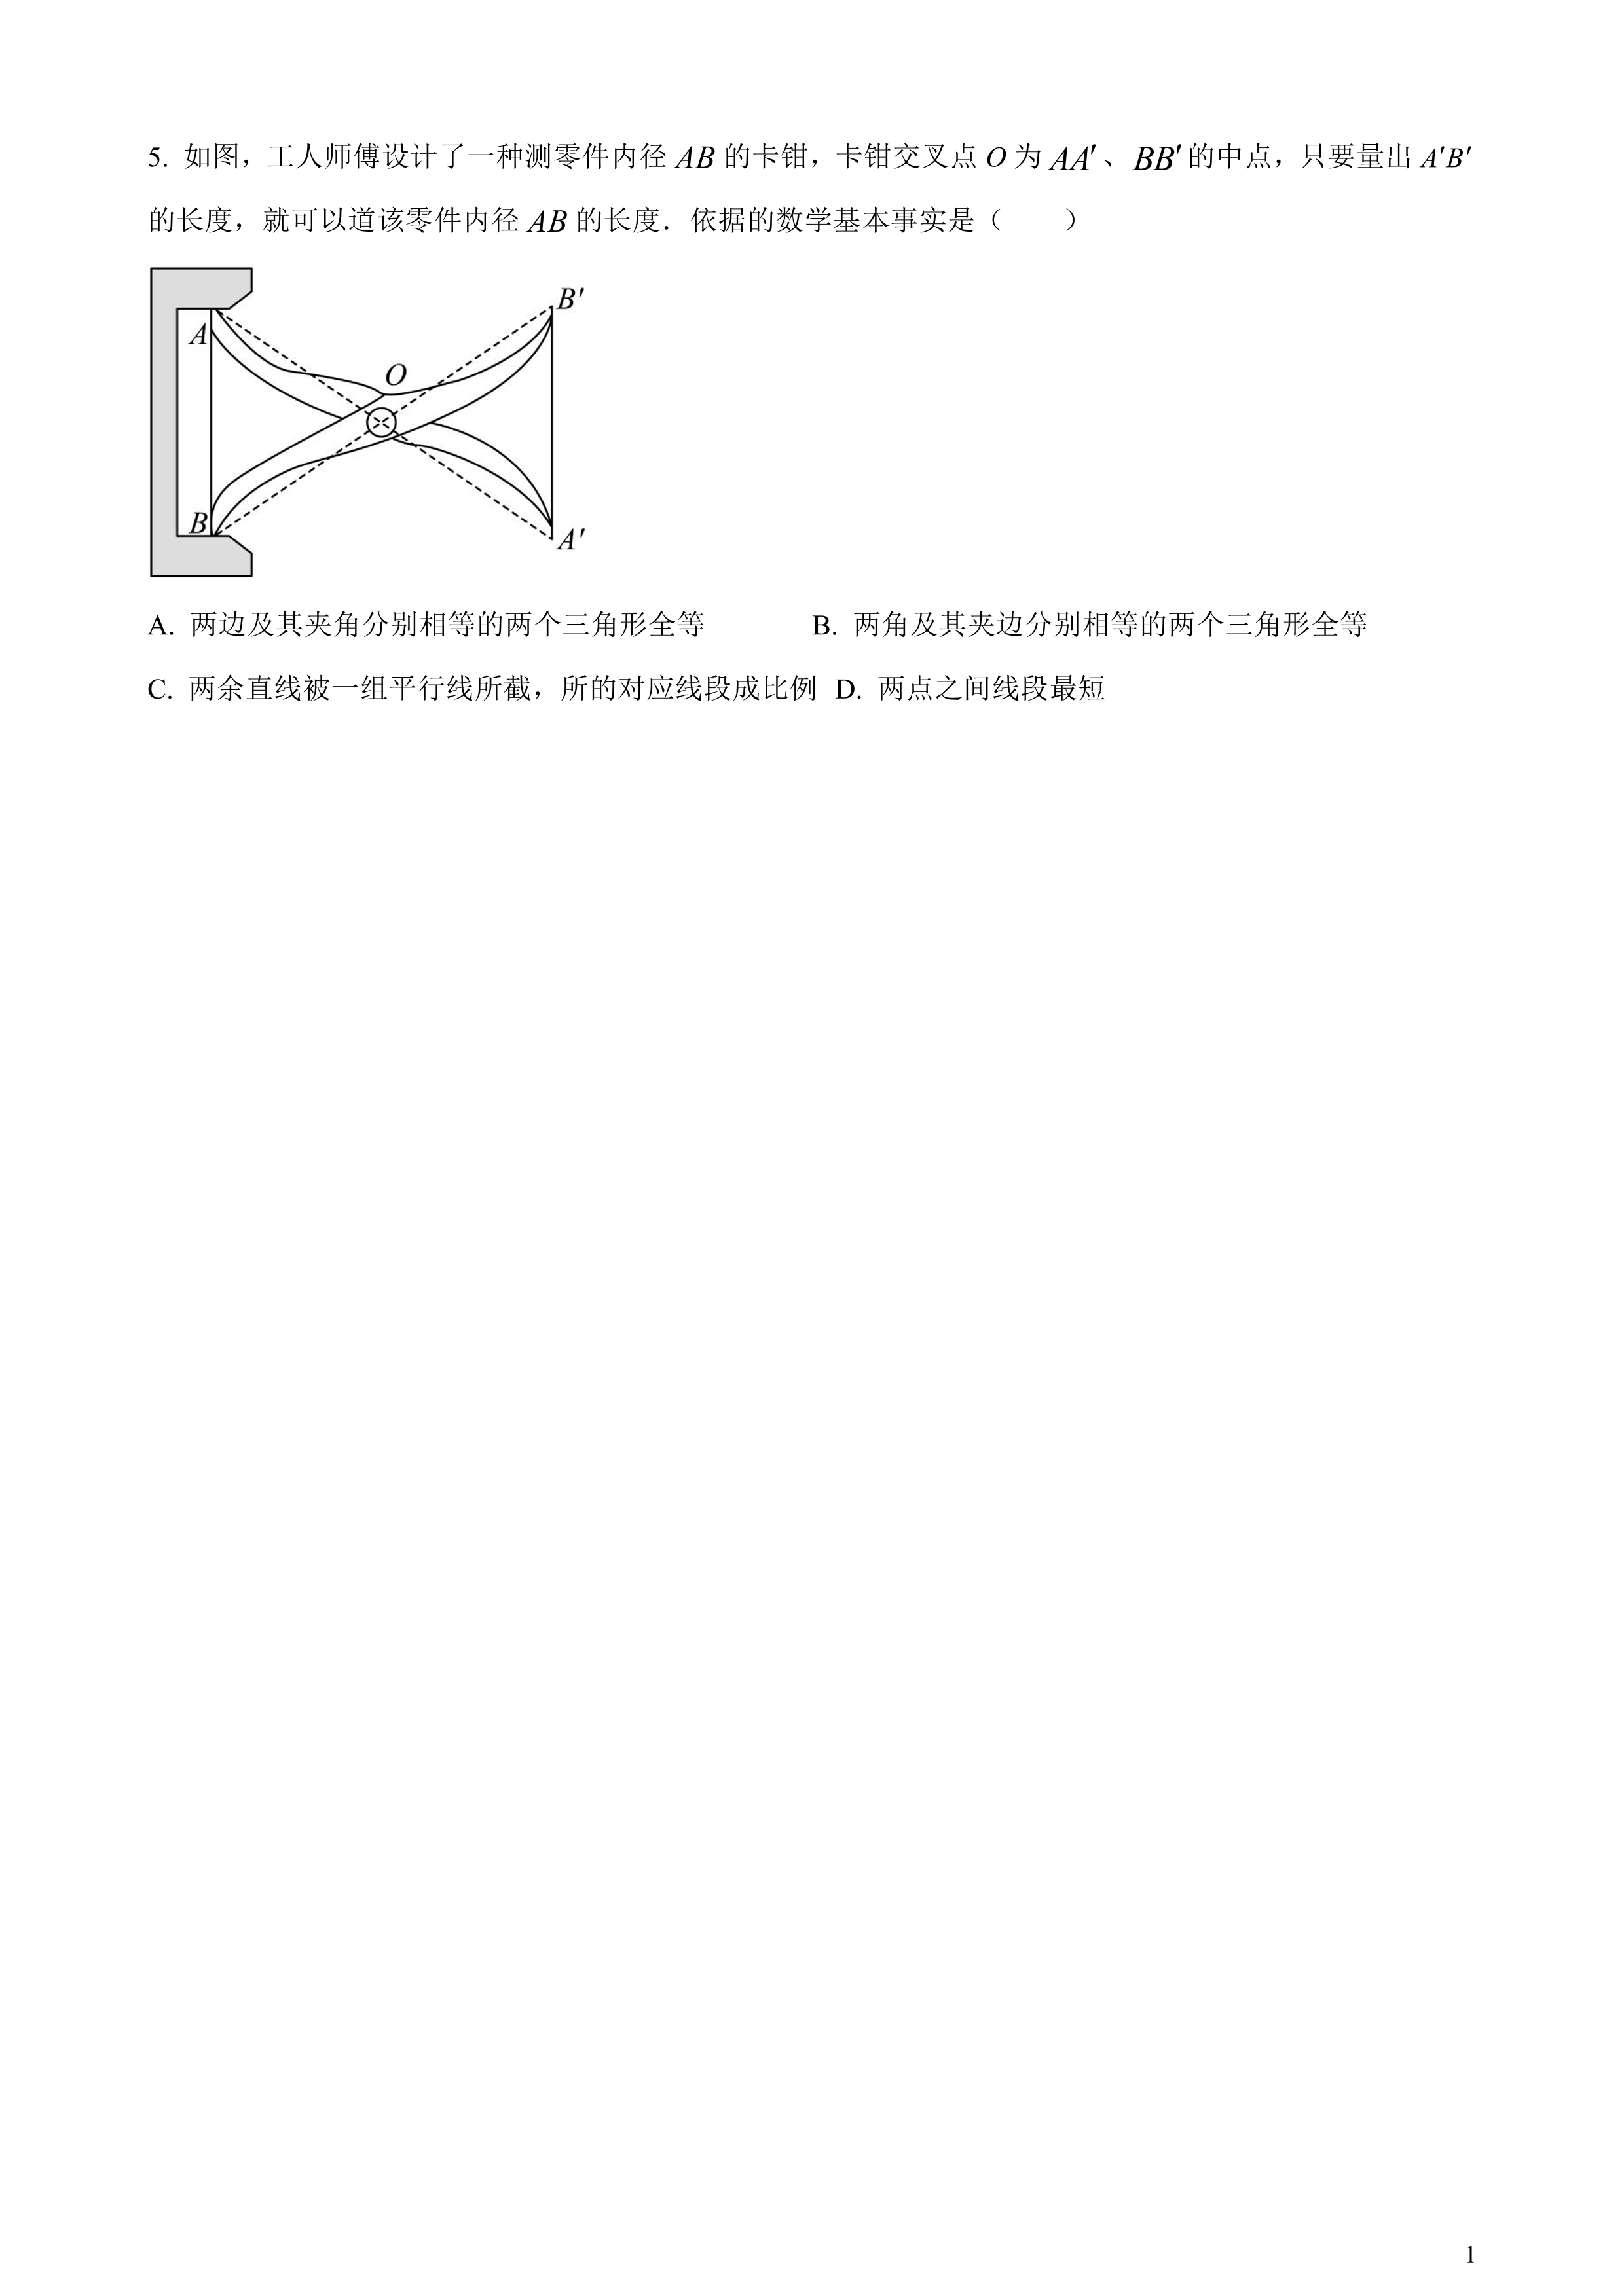 5. 如图，工人师傅设计了一种测零件内径 AB 的卡钳，卡钳交叉点 O 为 AA′、BB′ 的中点，只要量出 A′B′
的长度，就可以道该零件内径 AB 的长度．依据的数学基本事实是（　　）
B′
A
O
B
A′
A. 两边及其夹角分别相等的两个三角形全等 B. 两角及其夹边分别相等的两个三角形全等
C. 两余直线被一组平行线所截，所的对应线段成比例 D. 两点之间线段最短
1